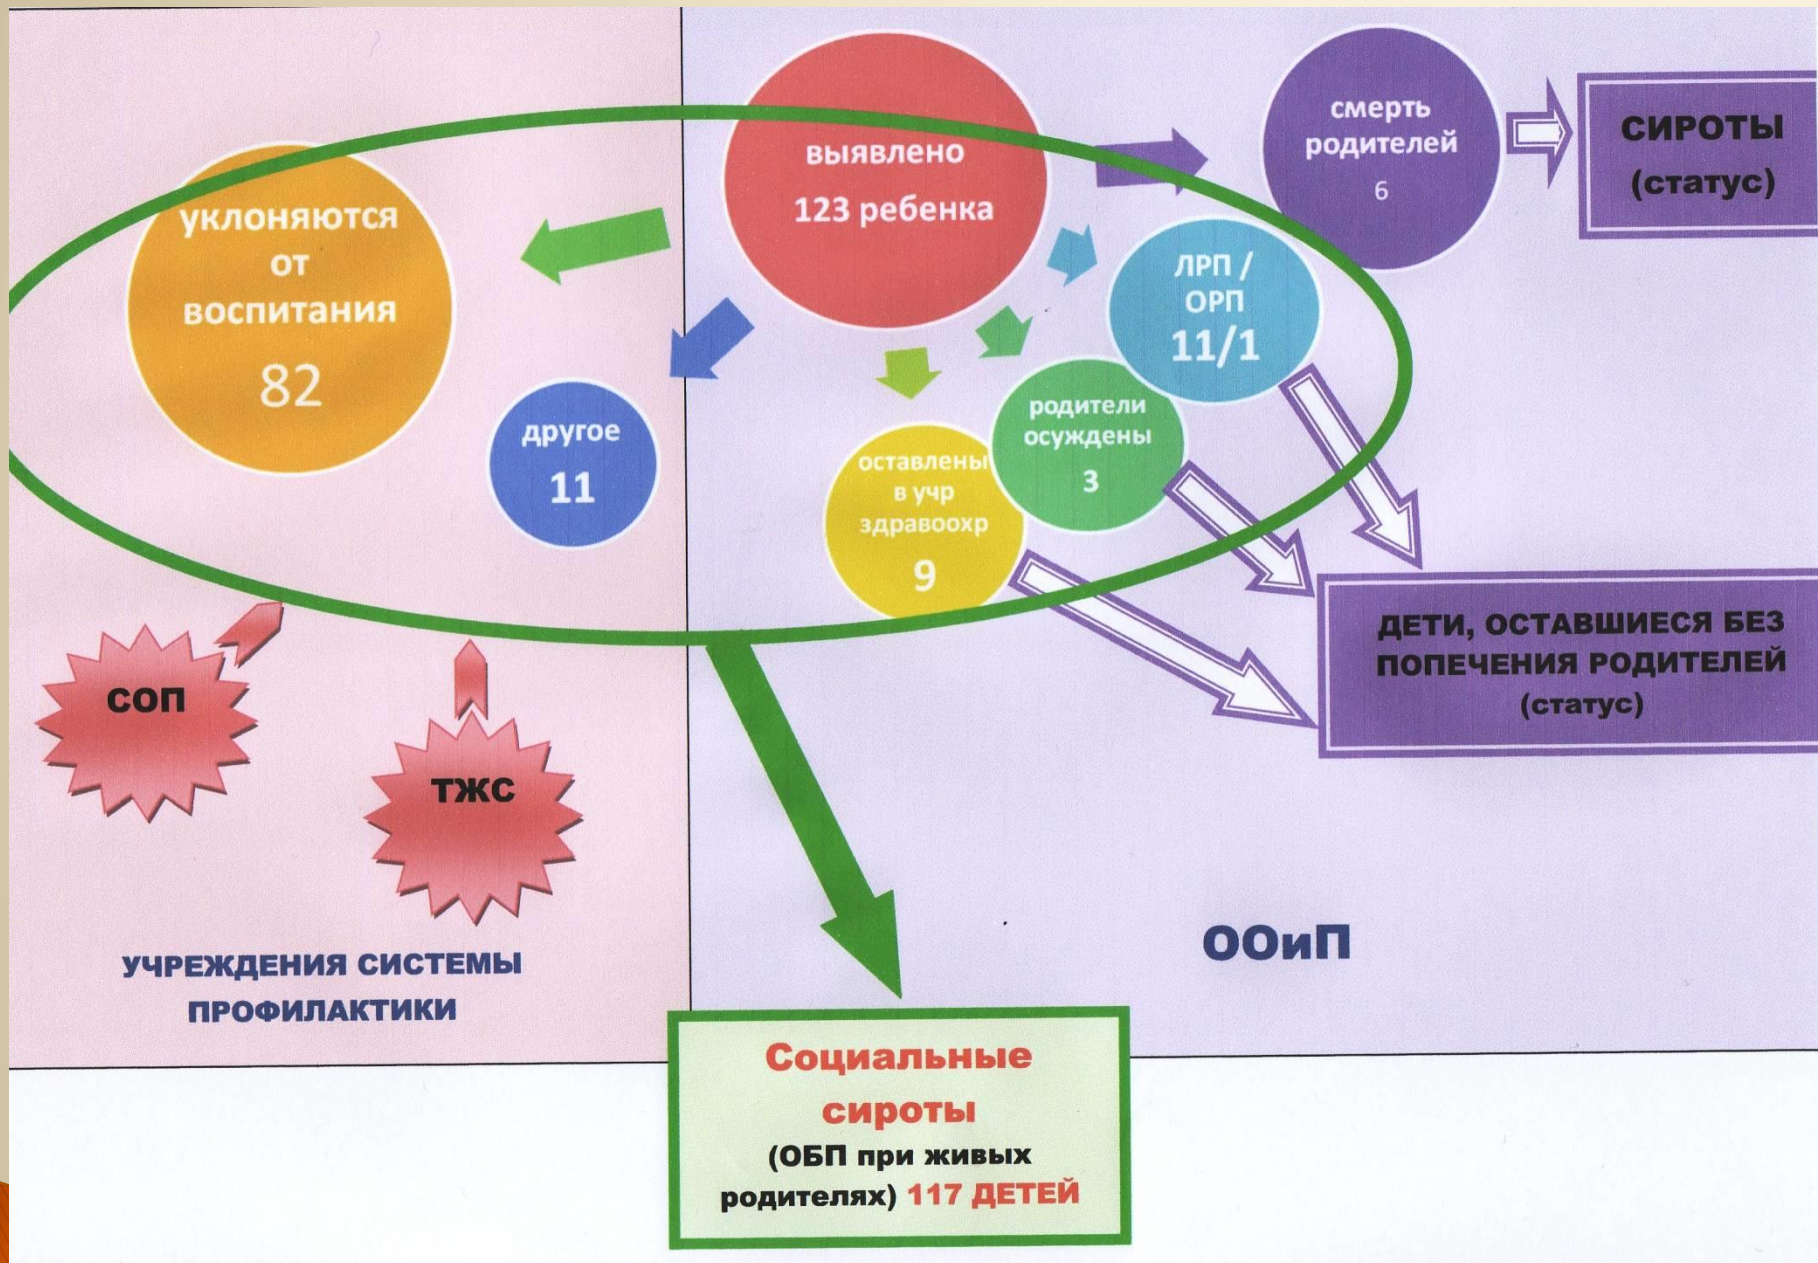 выявлено
123 ребенка
смерть
родителей
6
СИРОТЫ
(статус)
уклоняются
от
воспитания
82
ЛРП /
ОРП
11/1
другое
11
родители
осуждены
3
оставлены
в учр
здравоохр
9
ДЕТИ, ОСТАВШИЕСЯ БЕЗ
ПОПЕЧЕНИЯ РОДИТЕЛЕЙ
(статус)
СОП
ТЖС
УЧРЕЖДЕНИЯ СИСТЕМЫ
ПРОФИЛАКТИКИ
ООиП
Социальные
сироты
(ОБП при живых
родителях) 117 ДЕТЕЙ